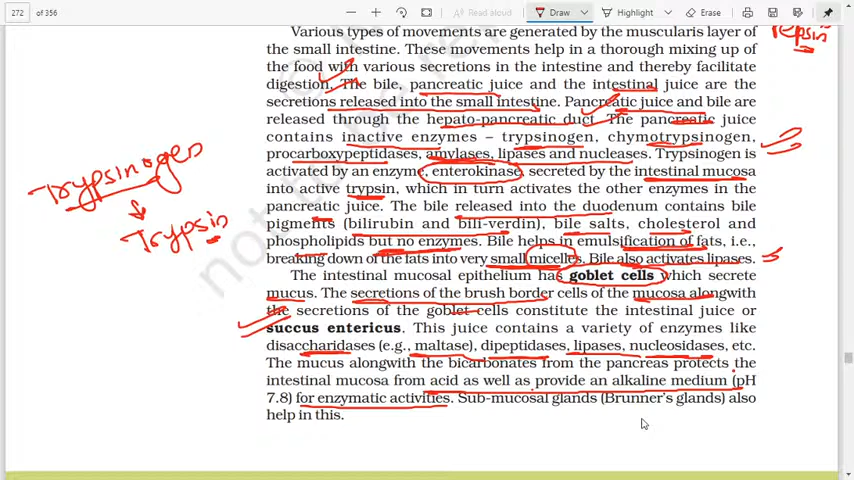 272
of 356
Read aloud
Draw
Highlight
Erase
Various types of movements are generated by the muscularis layer of
the small intestine. These movements help in a thorough mixing up of
the food with various secretions in the intestine and thereby facilitate
digestion. The bile, pancreatic juice and the intestinal juice are the
secretions released into the small intestine. Pancreatic juice and bile are
released through the hepato-pancreatic duct. The pancreatic juice
contains inactive enzymes – trypsinogen, chymotrypsinogen,
procarboxypeptidases, amylases, lipases and nucleases. Trypsinogen is
activated by an enzyme, enterokinase, secreted by the intestinal mucosa
into active trypsin, which in turn activates the other enzymes in the
pancreatic juice. The bile released into the duodenum contains bile
pigments (bilirubin and bili-verdin), bile salts, cholesterol and
phospholipids but no enzymes. Bile helps in emulsification of fats, i.e.,
breaking down of the fats into very small micelles. Bile also activates lipases.
The intestinal mucosal epithelium has goblet cells which secrete
mucus. The secretions of the brush border cells of the mucosa alongwith
the secretions of the goblet cells constitute the intestinal juice or
succus entericus. This juice contains a variety of enzymes like
disaccharidases (e.g., maltase), dipeptidases, lipases, nucleosidases, etc.
The mucus alongwith the bicarbonates from the pancreas protects the
intestinal mucosa from acid as well as provide an alkaline medium (pH
7.8) for enzymatic activities. Sub-mucosal glands (Brunner's glands) also
help in this.
Trypsinogen
Trypsin